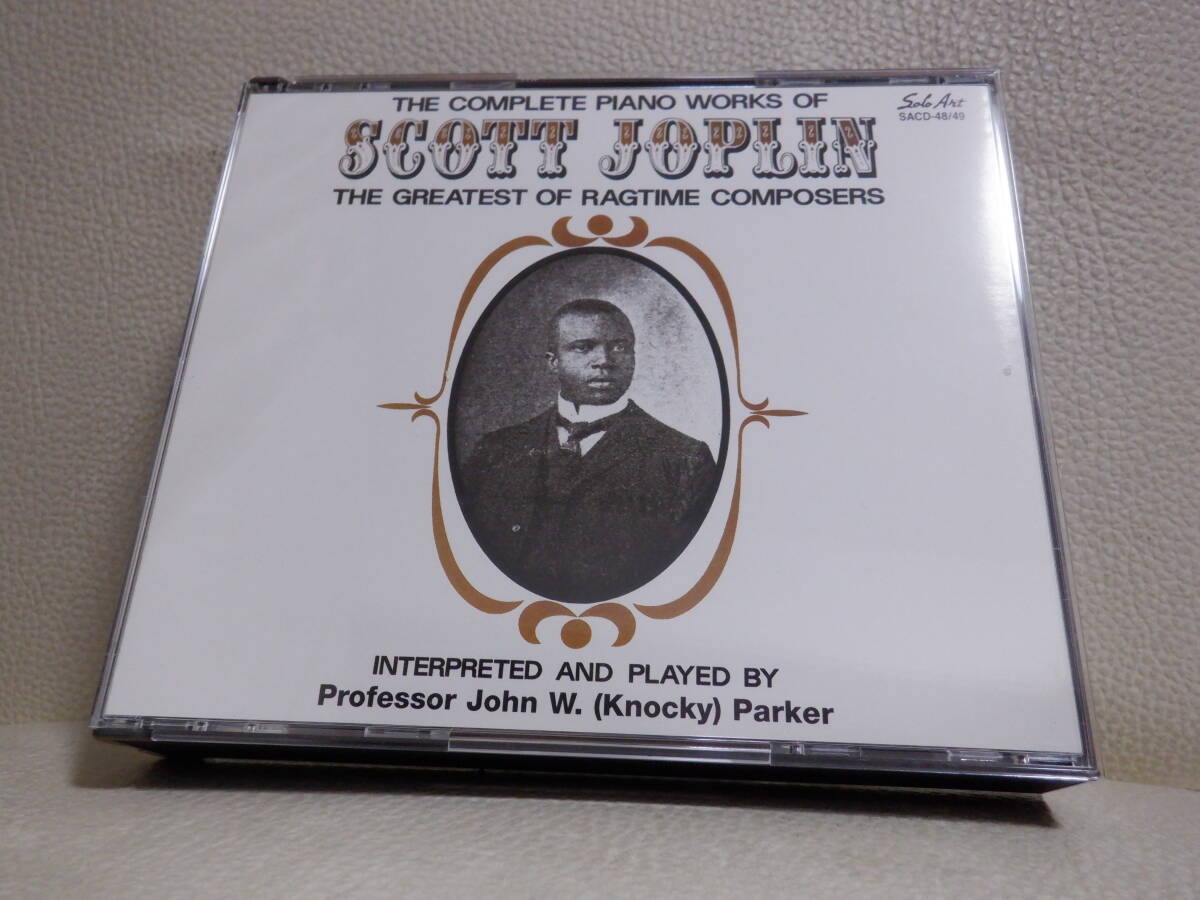 THE COMPLETE PIANO WORKS OF
Solo Art
SACD-48/49
SCOTT JOPLIN
THE GREATEST OF RAGTIME COMPOSERS
INTERPRETED AND PLAYED BY
Professor John W. (Knocky) Parker